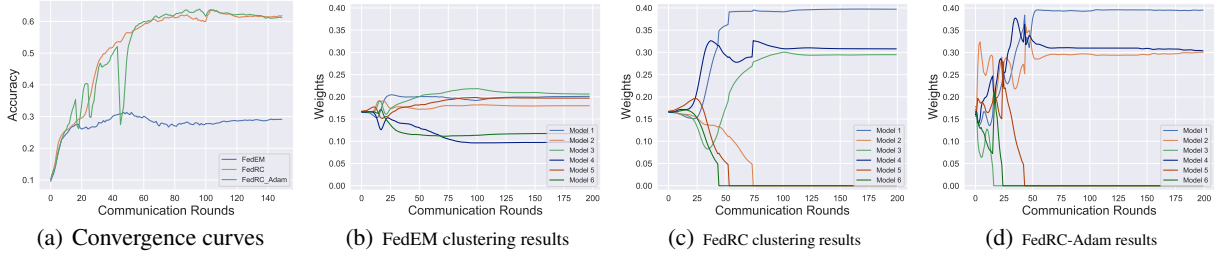 0.6
0.5
0.4
0.3
0.2
0.1
Accuracy
0 20 40 60 80 100 120 140
Communication Rounds
FedEM
FedRC
FedRC_Adam
(a) Convergence curves
0.40
0.35
0.30
0.25
0.20
0.15
0.10
0.05
0.00
Weights
0 25 50 75 100 125 150 175 200
Communication Rounds
Model 1
Model 2
Model 3
Model 4
Model 5
Model 6
(b) FedEM clustering results
0.40
0.35
0.30
0.25
0.20
0.15
0.10
0.05
0.00
Weights
0 25 50 75 100 125 150 175 200
Communication Rounds
Model 1
Model 2
Model 3
Model 4
Model 5
Model 6
(c) FedRC clustering results
0.40
0.35
0.30
0.25
0.20
0.15
0.10
0.05
0.00
Weights
0 25 50 75 100 125 150 175 200
Communication Rounds
Model 1
Model 2
Model 3
Model 4
Model 5
Model 6
(d) FedRC-Adam results